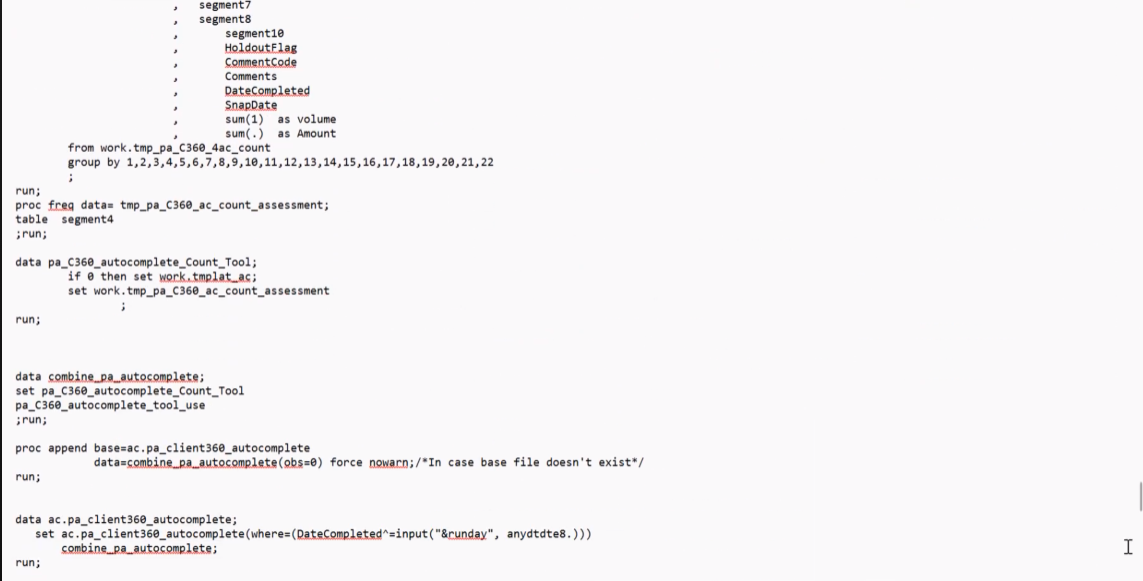 , segment7
, segment8
, segment10
, HoldoutFlag
, CommentCode
, Comments
, DateCompleted
, SnapDate
, sum(1) as volume
, sum(.) as Amount
from work.tmp_pa_C360_4ac_count
group by 1,2,3,4,5,6,7,8,9,10,11,12,13,14,15,16,17,18,19,20,21,22
;
run;
proc freq data= tmp_pa_C360_ac_count_assessment;
table segment4
;run;
data pa_C360_autocomplete_Count_Tool;
if 0 then set work.tmplat_ac;
set work.tmp_pa_C360_ac_count_assessment
;
run;
data combine_pa_autocomplete;
set pa_C360_autocomplete_Count_Tool
pa_C360_autocomplete_tool_use
;run;
proc append base=ac.pa_client360_autocomplete
data=combine_pa_autocomplete(obs=0) force nowarn;/*In case base file doesn't exist*/
run;
data ac.pa_client360_autocomplete;
set ac.pa_client360_autocomplete(where=(DateCompleted^=input("&runday", anydtdte8.)))
combine_pa_autocomplete;
run;